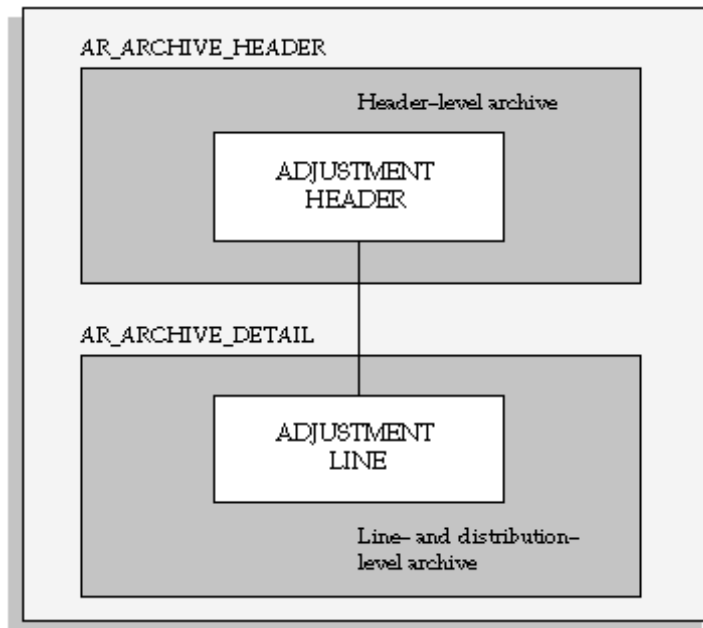 AR_ARCHIVE_HEADER
Header-level archive
ADJUSTMENT
HEADER
AR_ARCHIVE_DETAIL
ADJUSTMENT
LINE
Line- and distribution-
level archive